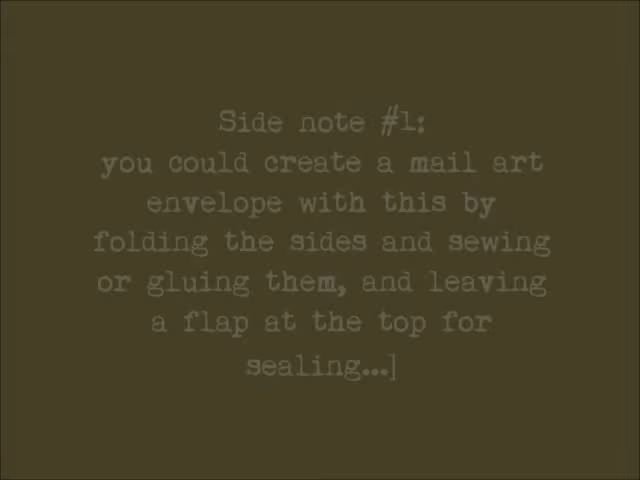 Side note #1:
you could create a mail art
envelope with this by
folding the sides and sewing
or gluing them, and leaving
a flap at the top for
sealing...]